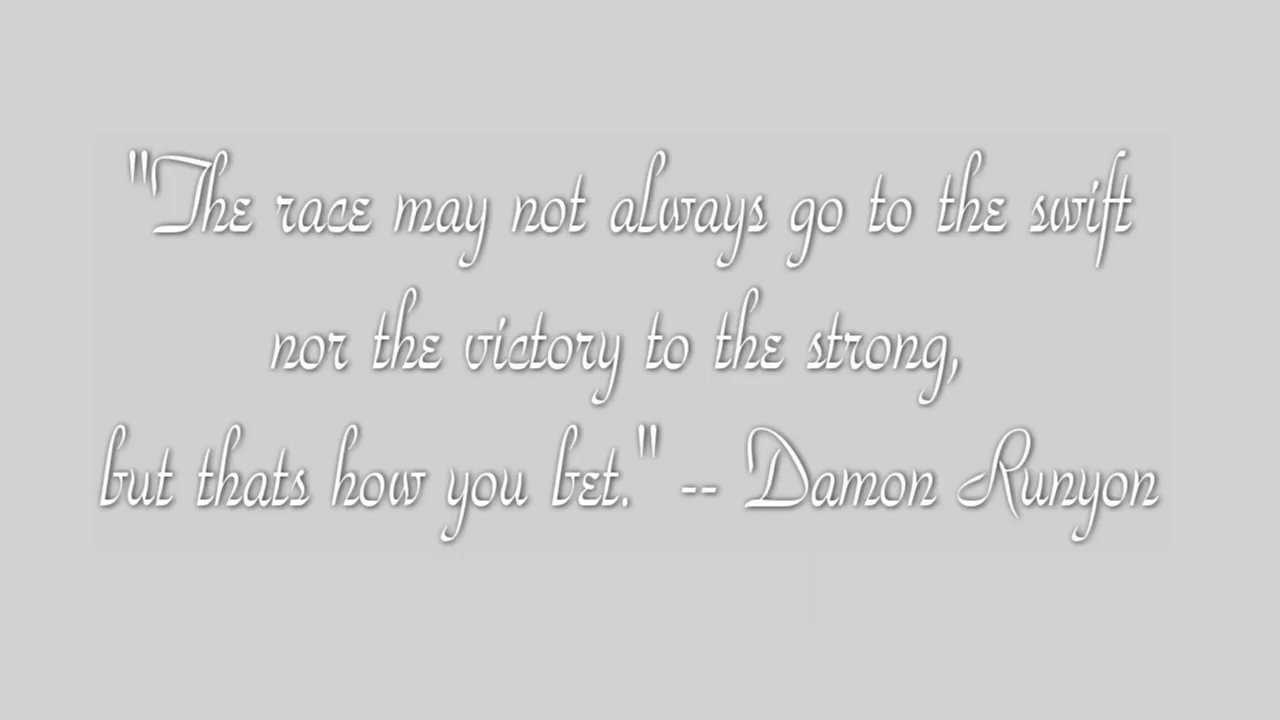 "The race may not always go to the swift
nor the victory to the strong,
but thats how you bet." -- Damon Runyon